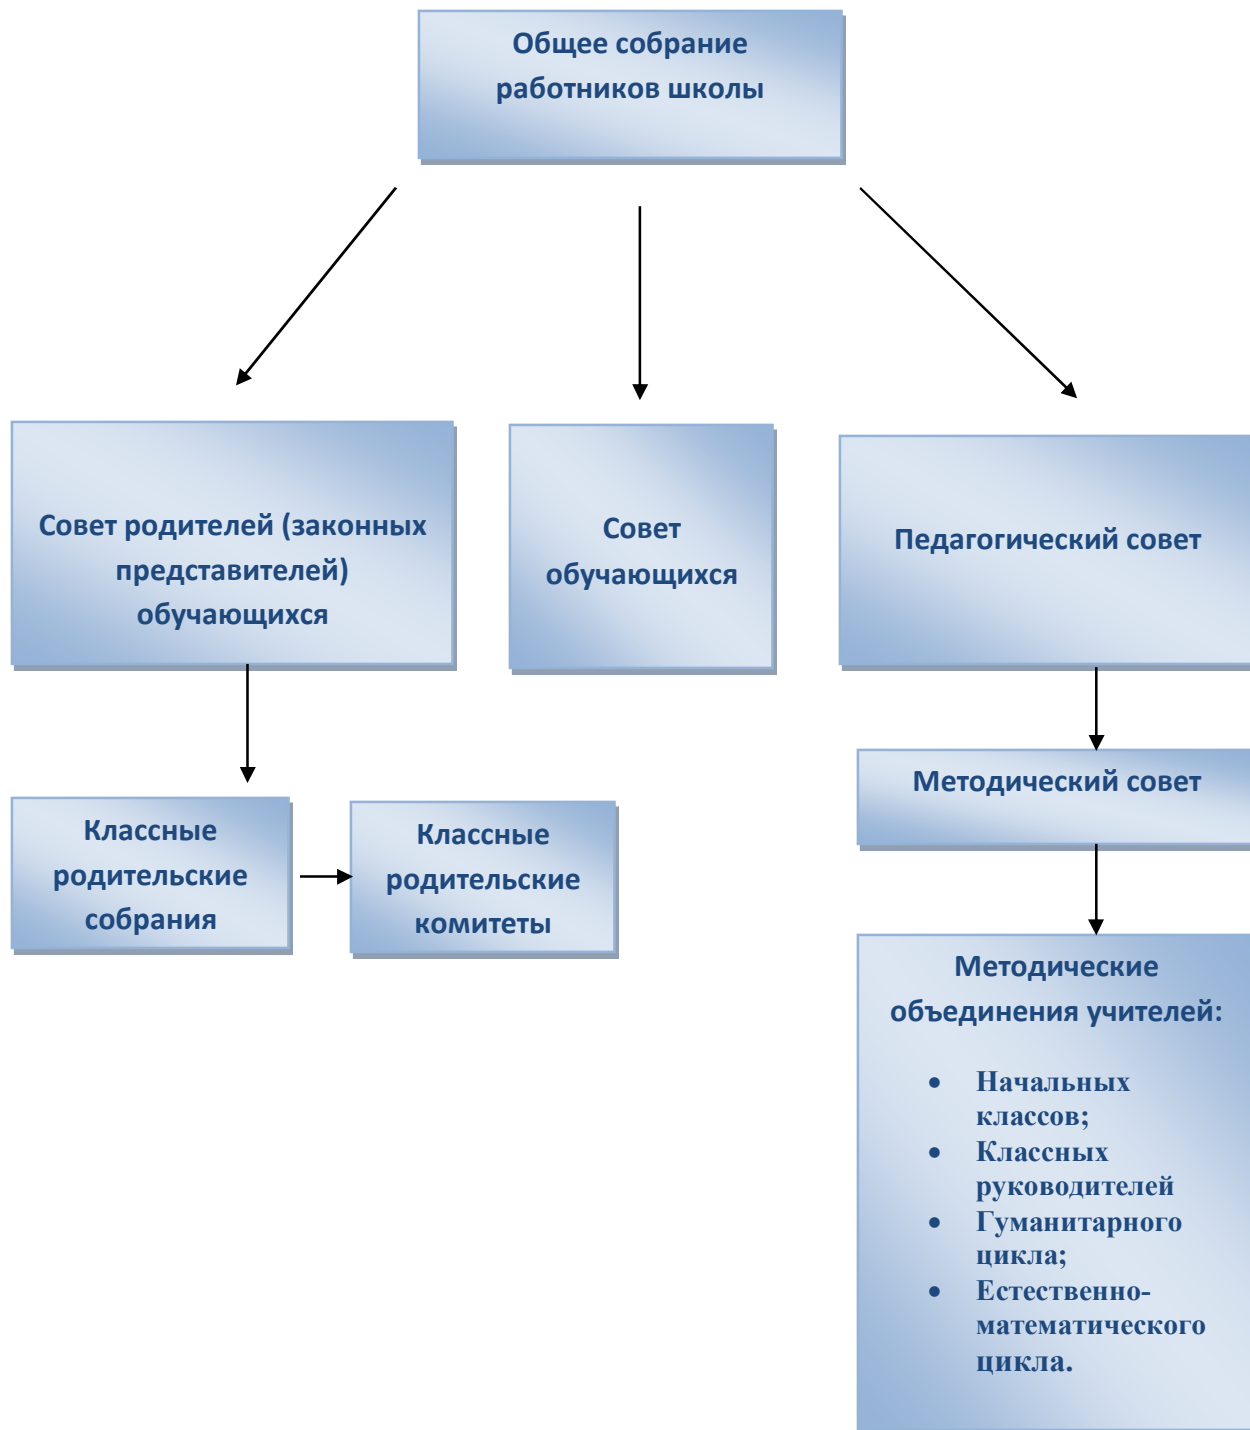 Общее собрание
работников школы
Совет родителей (законных
представителей)
обучающихся
Совет
обучающихся
Педагогический совет
Методический совет
Классные
родительские
собрания
Классные
родительские
комитеты
Методические
объединения учителей:
• Начальных
классов;
• Классных
руководителей
• Гуманитарного
цикла;
• Естественно-
математического
цикла.